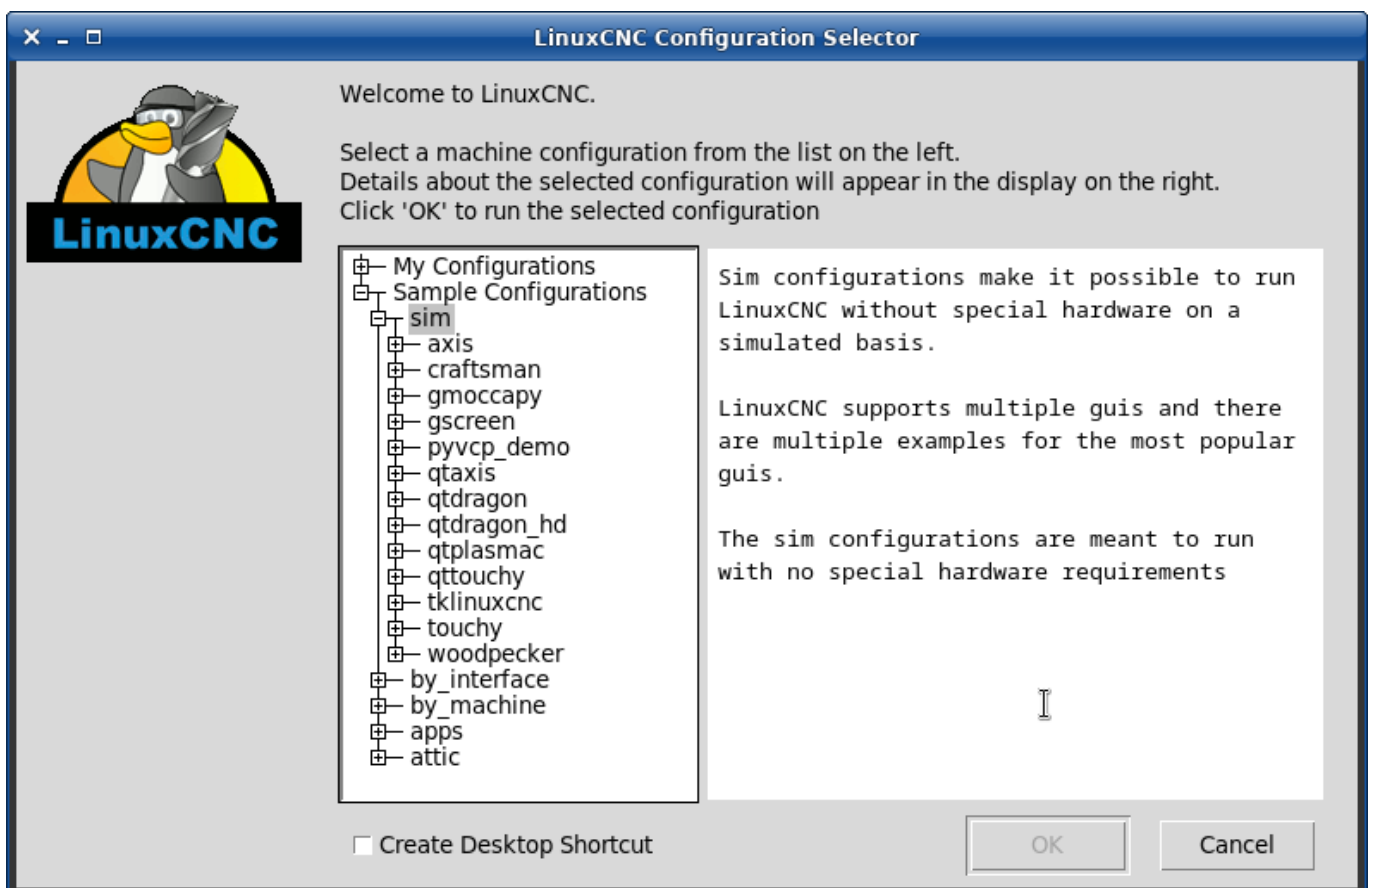 LinuxCNC Configuration Selector
LinuxCNC
Welcome to LinuxCNC.
Select a machine configuration from the list on the left.
Details about the selected configuration will appear in the display on the right.
Click 'OK' to run the selected configuration
My Configurations
Sample Configurations
sim
axis
craftsman
gmoccapy
gscreen
pyvcp_demo
qtaxis
qtdragon
qtdragon_hd
qtplasmac
qttouchy
tklinuxcnc
touchy
woodpecker
by_interface
by_machine
apps
attic
Sim configurations make it possible to run
LinuxCNC without special hardware on a
simulated basis.
LinuxCNC supports multiple guis and there
are multiple examples for the most popular
guis.
The sim configurations are meant to run
with no special hardware requirements
Create Desktop Shortcut
OK
Cancel